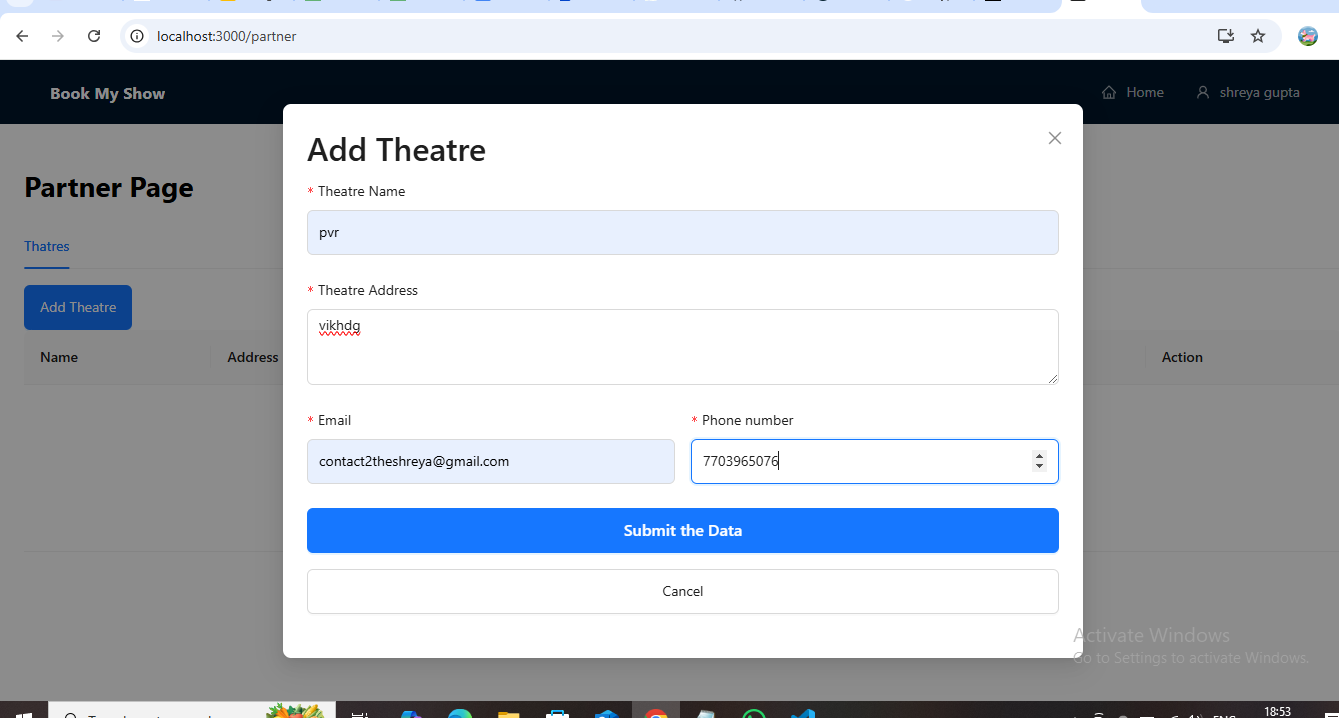 localhost:3000/partner
Book My Show
Home
shreya gupta
Add Theatre
Partner Page
* Theatre Name
pvr
Thatres
* Theatre Address
Add Theatre
vikhdg
Name
Address
Action
* Email
* Phone number
contact2theshreya@gmail.com
7703965076
Submit the Data
Cancel
Activate Windows
Go to Settings to activate Windows.
18:53